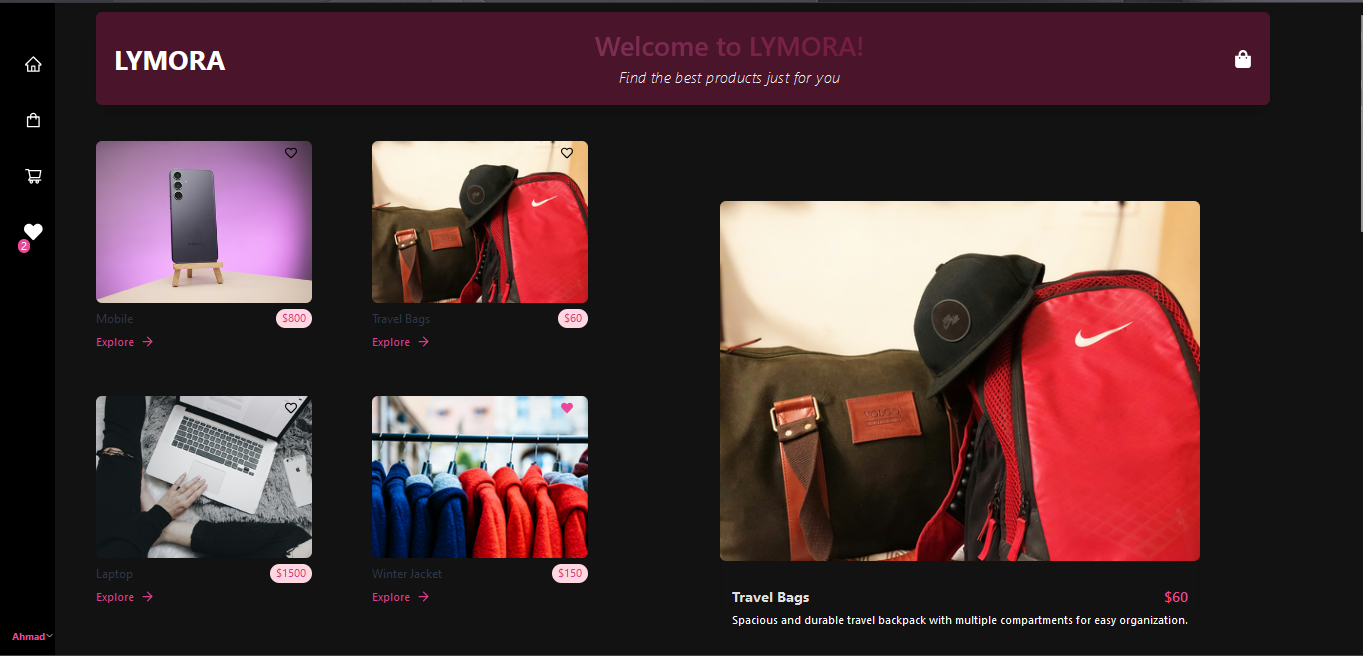 LYMORA
Welcome to LYMORA!
Find the best products just for you
2
Mobile
$800
Explore
Travel Bags
$60
Explore
Laptop
$1500
Explore
Winter Jacket
$150
Explore
Travel Bags
$60
Spacious and durable travel backpack with multiple compartments for easy organization.
Ahmad